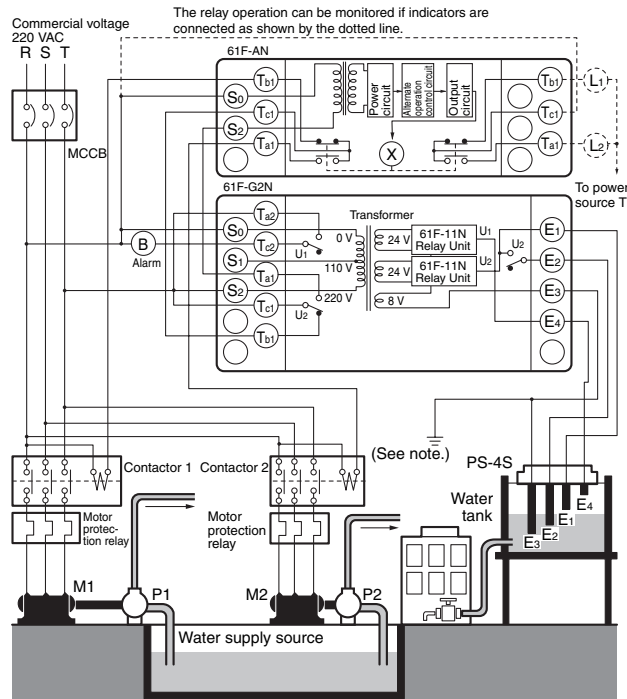 The relay operation can be monitored if indicators are
connected as shown by the dotted line.
Commercial voltage
220 VAC
R S T
MCCB
61F-AN
Tb1
S0
Tc1
S2
Ta1
Power
circuit
Alternate
operation
control circuit
Output
circuit
X
Tb1
Tc1
Ta1
L1
L2
To power
source T
61F-G2N
Ta2
S0
Tc2
S1
Ta1
S2
Tc1
Tb1
B
Alarm
U1
U2
Transformer
0 V
110 V
220 V
24 V
24 V
8 V
61F-11N
Relay Unit
61F-11N
Relay Unit
U1
U2
U2
E1
E2
E3
E4
(See note.)
PS-4S
Contactor 1
Contactor 2
Motor
protec-
tion relay
Motor
protection
relay
Water
tank
E4
E1
E2
E3
M1
P1
M2
P2
Water supply source